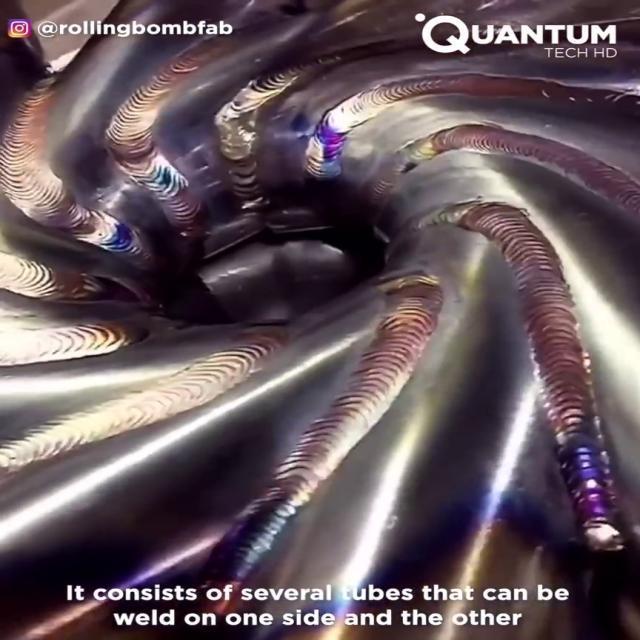 @rollingbombfab
QUANTUM
TECH HD
It consists of several tubes that can be
weld on one side and the other